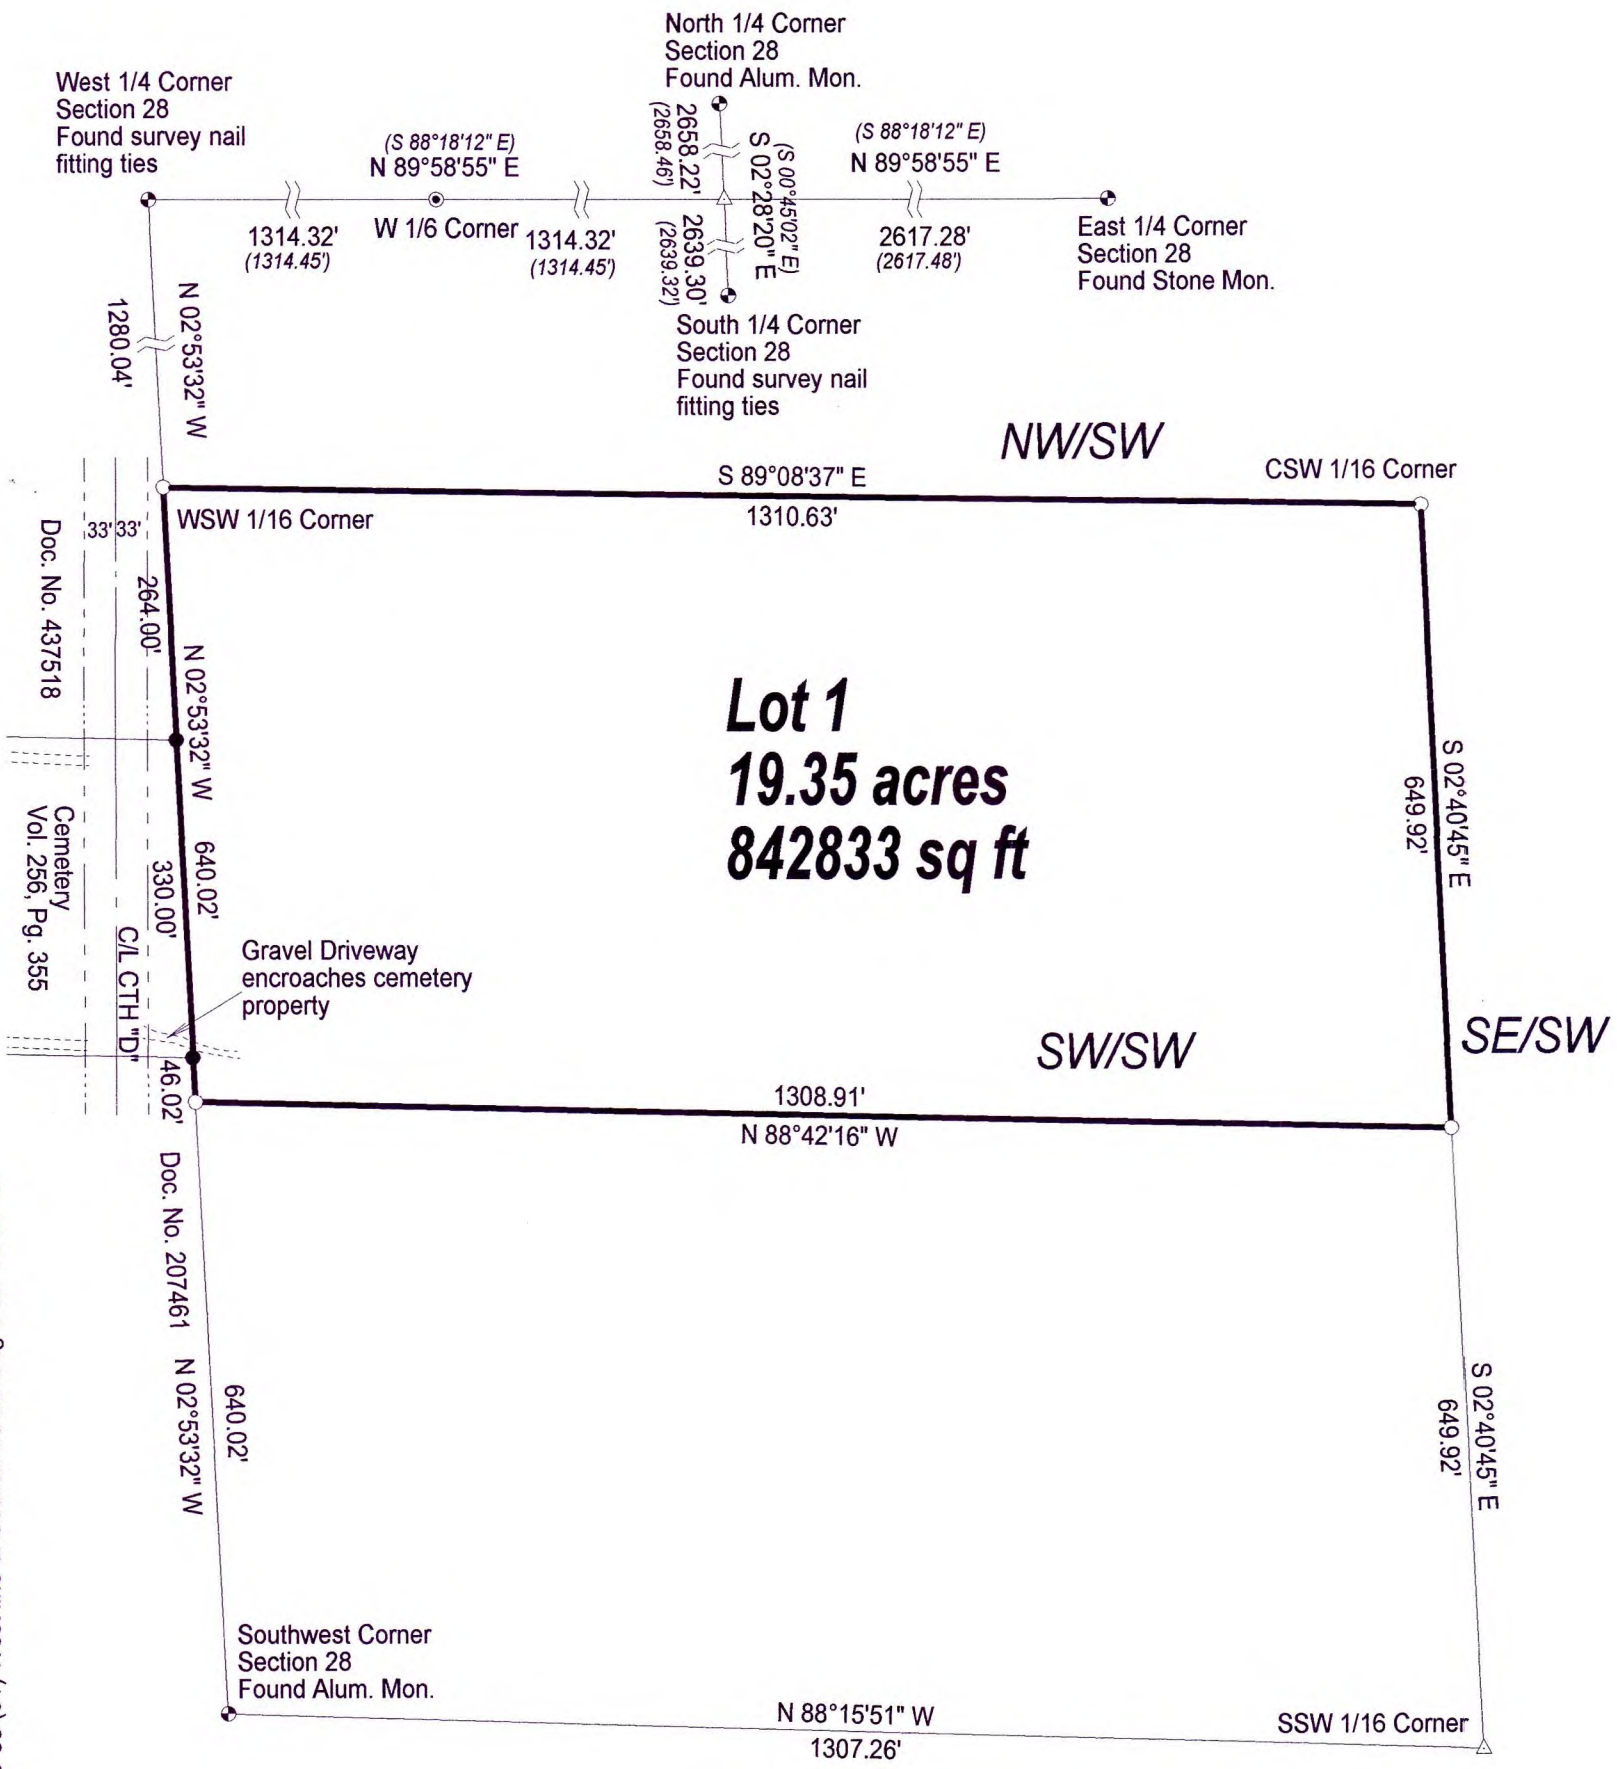 North 1/4 Corner
Section 28
Found Alum. Mon.
West 1/4 Corner
Section 28
Found survey nail
fitting ties
(S 88°18'12" E)
N 89°58'55" E
2658.22'
(2658.46')
(S 00°45'02" E)
S 02°28'20" E
(S 88°18'12" E)
N 89°58'55" E
1314.32'
(1314.45')
W 1/6 Corner
1314.32'
(1314.45')
2639.30'
(2639.32')
2617.28'
(2617.48')
East 1/4 Corner
Section 28
Found Stone Mon.
South 1/4 Corner
Section 28
Found survey nail
fitting ties
N 02°53'32" W
1280.04'
NW/SW
S 89°08'37" E
1310.63'
CSW 1/16 Corner
WSW 1/16 Corner
33' 33'
Doc. No. 437518
264.00'
N 02°53'32" W 640.02'
Lot 1
19.35 acres
842833 sq ft
S 02°40'45" E
649.92'
Cemetery
Vol. 256, Pg. 355
330.00'
C/L CTH "D"
Gravel Driveway
encroaches cemetery
property
SW/SW
SE/SW
46.02'
1308.91'
N 88°42'16" W
Doc. No. 207461 N 02°53'32" W
640.02'
S 02°40'45" E
649.92'
Southwest Corner
Section 28
Found Alum. Mon.
N 88°15'51" W
1307.26'
SSW 1/16 Corner